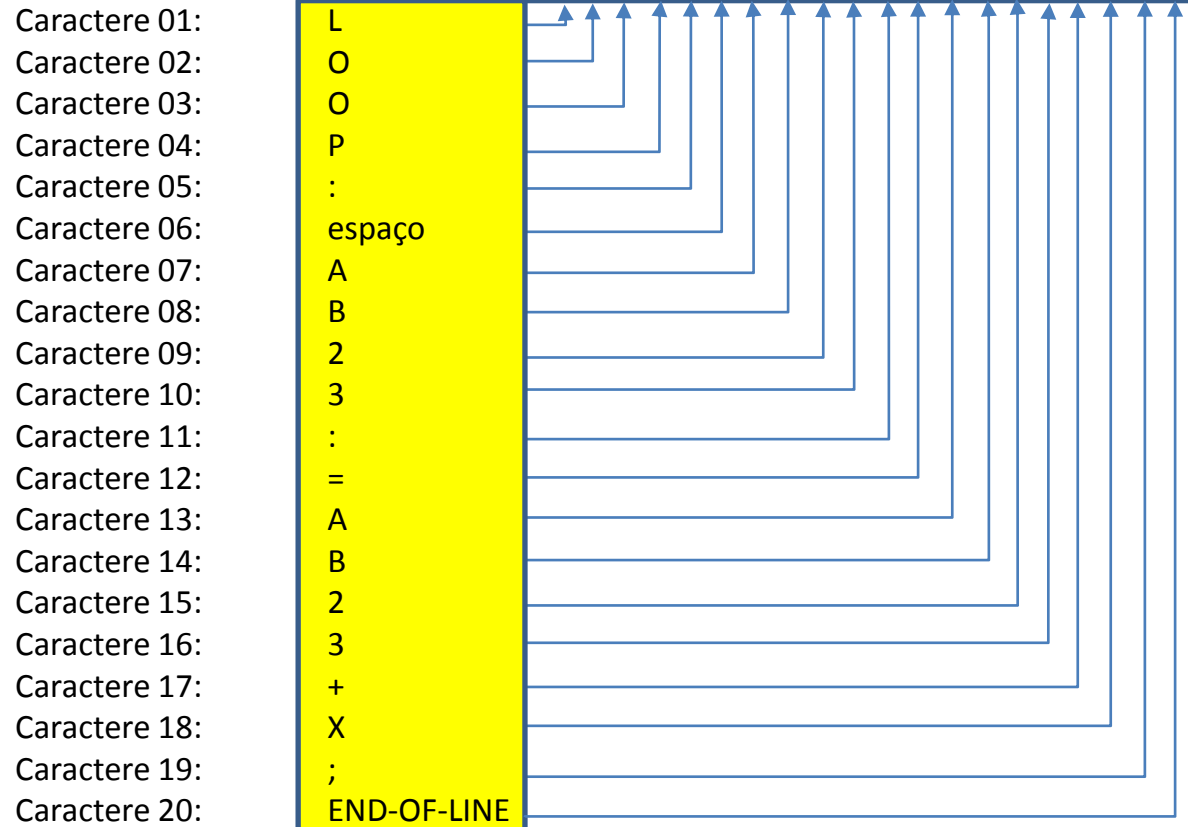 Caractere 01: L
Caractere 02: O
Caractere 03: O
Caractere 04: P
Caractere 05: :
Caractere 06: espaço
Caractere 07: A
Caractere 08: B
Caractere 09: 2
Caractere 10: 3
Caractere 11: :
Caractere 12: =
Caractere 13: A
Caractere 14: B
Caractere 15: 2
Caractere 16: 3
Caractere 17: +
Caractere 18: X
Caractere 19: ;
Caractere 20: END-OF-LINE